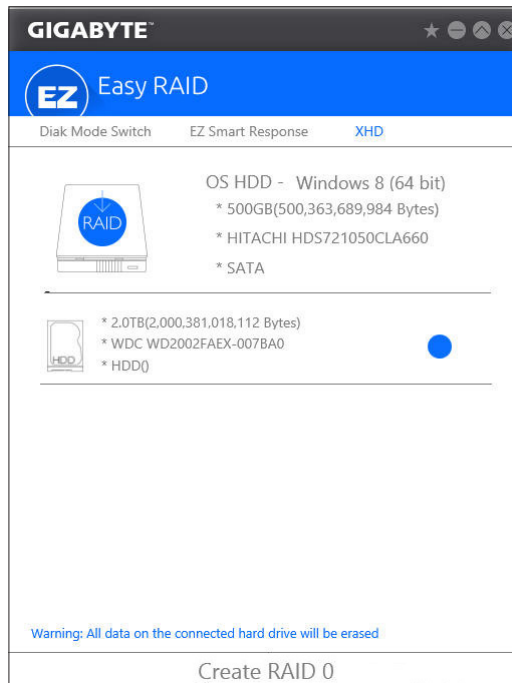 GIGABYTE™
EZ Easy RAID
Diak Mode Switch EZ Smart Response XHD
OS HDD - Windows 8 (64 bit)
* 500GB(500,363,689,984 Bytes)
RAID
* HITACHI HDS721050CLA660
* SATA
* 2.0TB(2,000,381,018,112 Bytes)
* WDC WD2002FAEX-007BA0
HDD
* HDD()
Warning: All data on the connected hard drive will be erased
Create RAID 0